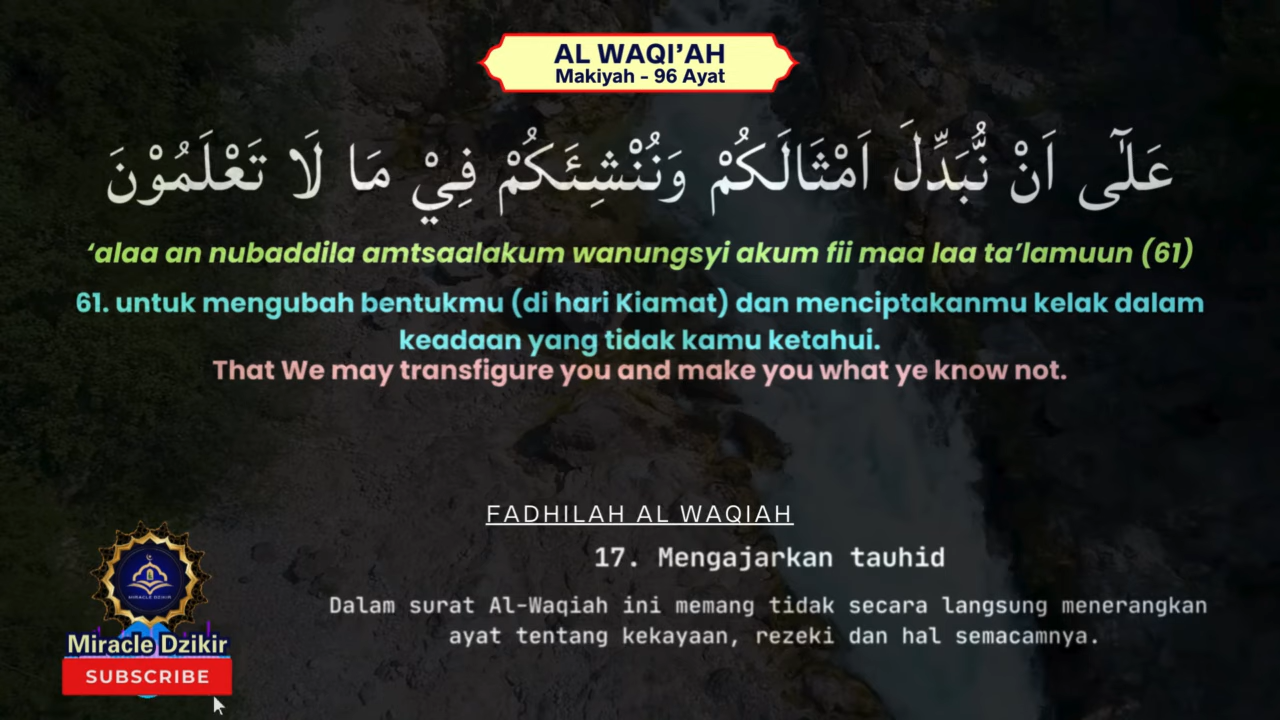 AL WAQI’AH
Makiyah - 96 Ayat
عَلٰٓى اَنْ نُّبَدِّلَ اَمْثَالَكُمْ وَنُنْشِئَكُمْ فِيْ مَا لَا تَعْلَمُوْنَ
‘alaa an nubaddila amtsaalakum wanungsyi akum fii maa laa ta’lamuun (61)
61. untuk mengubah bentukmu (di hari Kiamat) dan menciptakanmu kelak dalam
keadaan yang tidak kamu ketahui.
That We may transfigure you and make you what ye know not.
FADHILAH AL WAQIAH
17. Mengajarkan tauhid
Dalam surat Al-Waqiah ini memang tidak secara langsung menerangkan
ayat tentang kekayaan, rezeki dan hal semacamnya.
MIRACLE DZIKIR
Miracle Dzikir
SUBSCRIBE